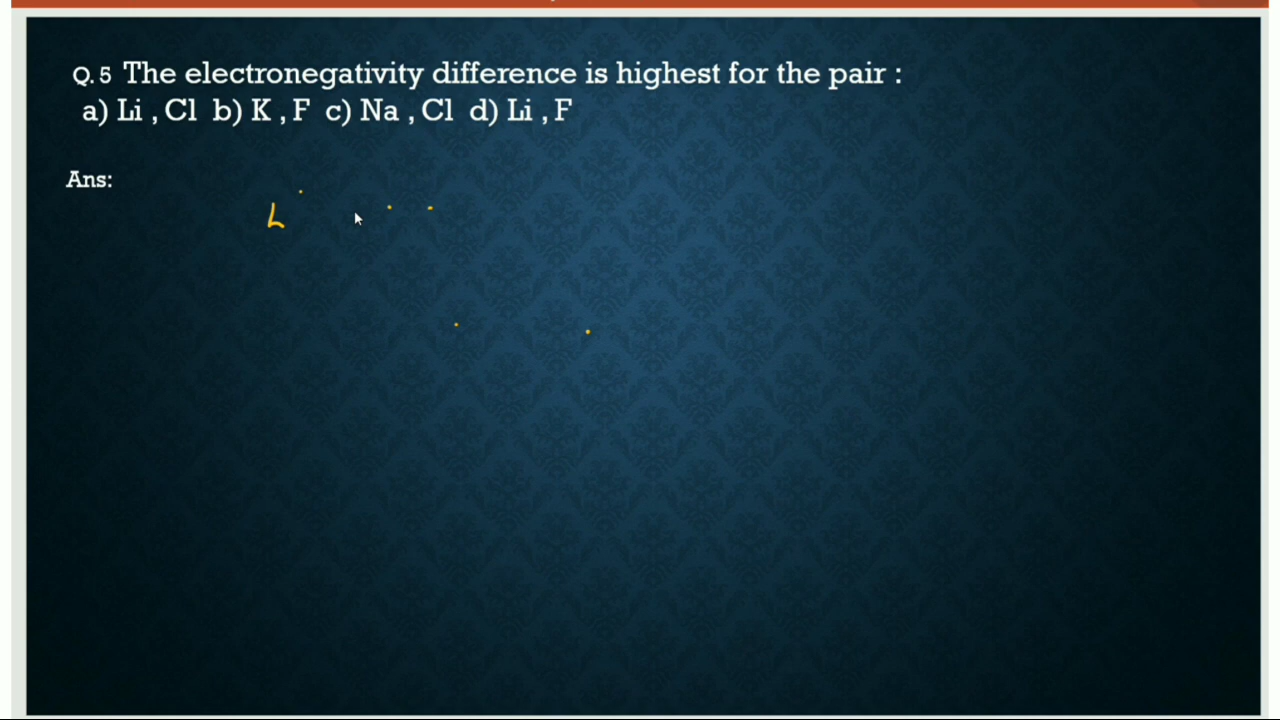 Q. 5 The electronegativity difference is highest for the pair :
a) Li , Cl b) K , F c) Na , Cl d) Li , F
Ans:
L